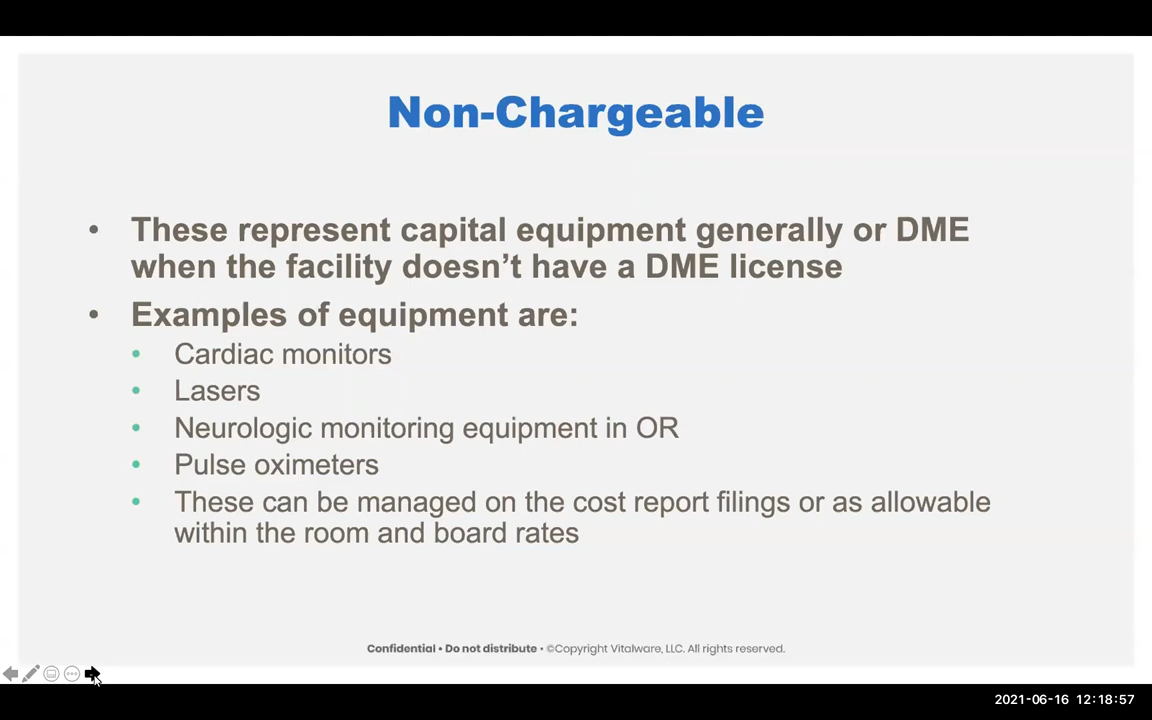 Non-Chargeable
• These represent capital equipment generally or DME
when the facility doesn't have a DME license
• Examples of equipment are:
• Cardiac monitors
• Lasers
• Neurologic monitoring equipment in OR
• Pulse oximeters
• These can be managed on the cost report filings or as allowable
within the room and board rates
Confidential • Do not distribute • ©Copyright Vitalware, LLC. All rights reserved.
2021-06-16 12:18:57